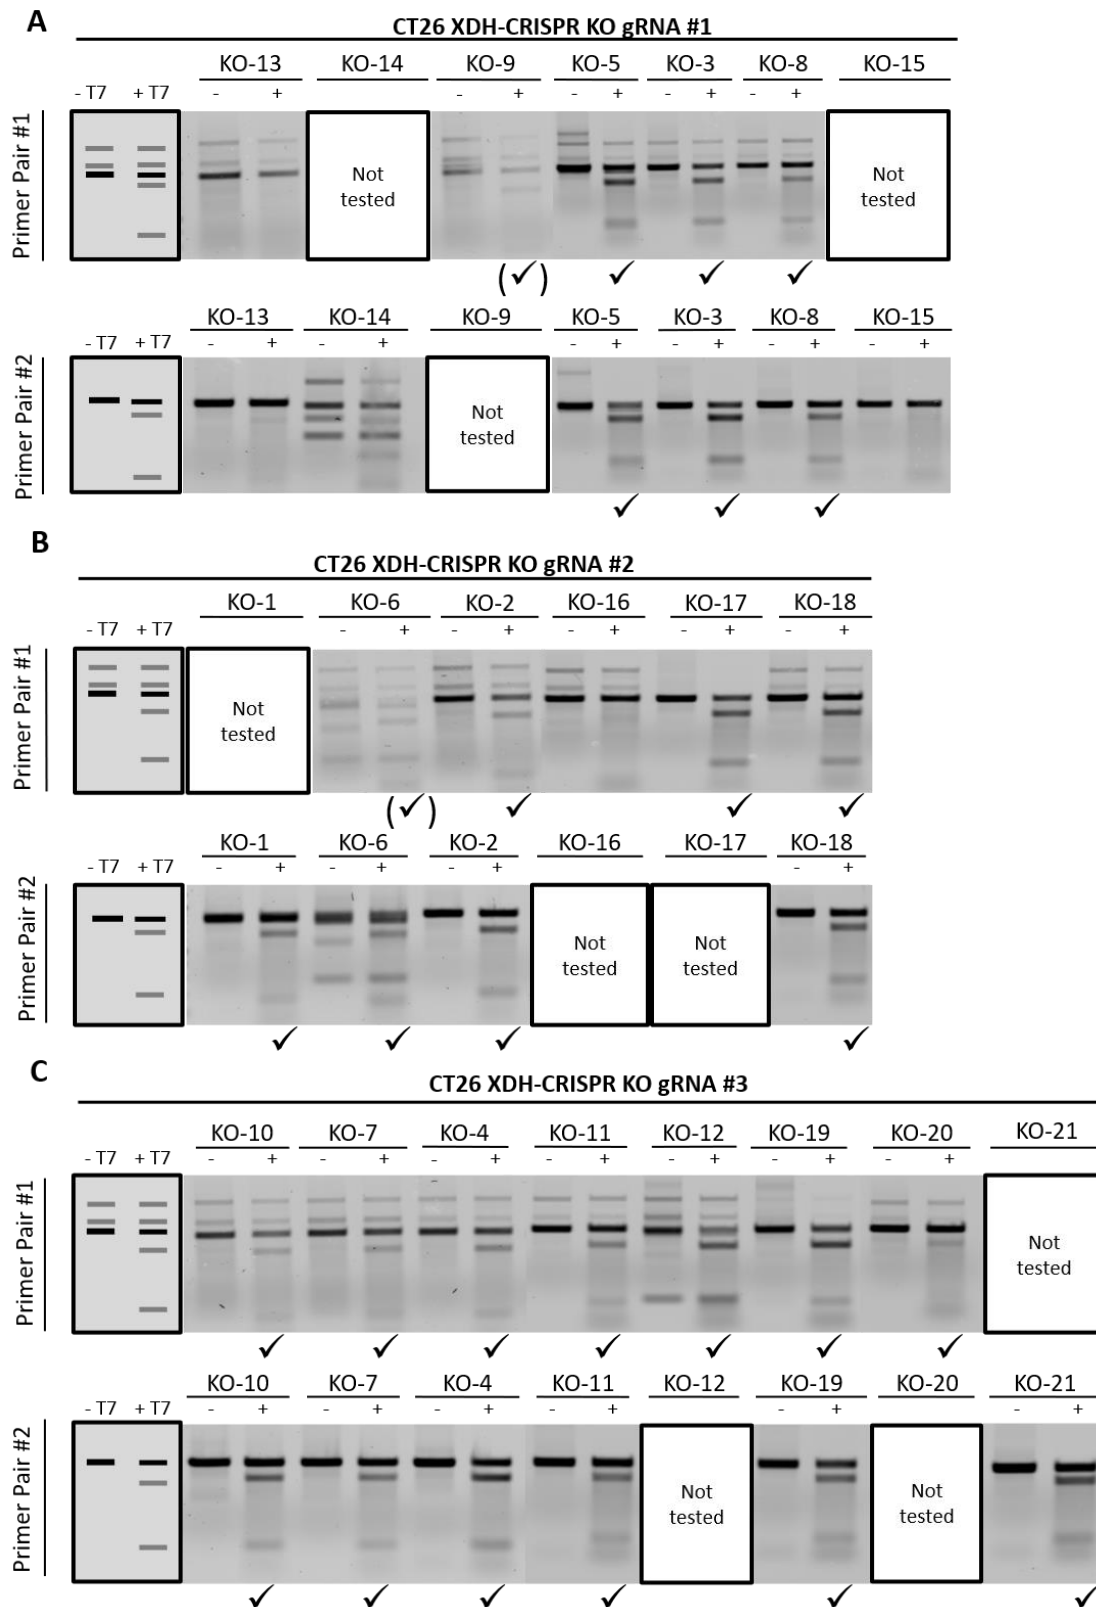 A
CT26 XDH-CRISPR KO gRNA #1
KO-13 KO-14 KO-9 KO-5 KO-3 KO-8 KO-15
- T7 + T7 - + - + - + - + - +
Primer Pair #1
Not
tested
Not
tested
(✓) ✓ ✓ ✓
KO-13 KO-14 KO-9 KO-5 KO-3 KO-8 KO-15
- T7 + T7 - + - + - + - + - + - +
Primer Pair #2
Not
tested
✓ ✓ ✓
B
CT26 XDH-CRISPR KO gRNA #2
KO-1 KO-6 KO-2 KO-16 KO-17 KO-18
- T7 + T7 - + - + - + - + - +
Primer Pair #1
Not
tested
(✓) ✓ ✓ ✓
KO-1 KO-6 KO-2 KO-16 KO-17 KO-18
- T7 + T7 - + - + - + - +
Primer Pair #2
Not
tested
Not
tested
✓ ✓ ✓ ✓
C
CT26 XDH-CRISPR KO gRNA #3
KO-10 KO-7 KO-4 KO-11 KO-12 KO-19 KO-20 KO-21
- T7 + T7 - + - + - + - + - + - + - +
Primer Pair #1
Not
tested
✓ ✓ ✓ ✓ ✓ ✓ ✓
KO-10 KO-7 KO-4 KO-11 KO-12 KO-19 KO-20 KO-21
- T7 + T7 - + - + - + - + - + - +
Primer Pair #2
Not
tested
Not
tested
✓ ✓ ✓ ✓ ✓ ✓